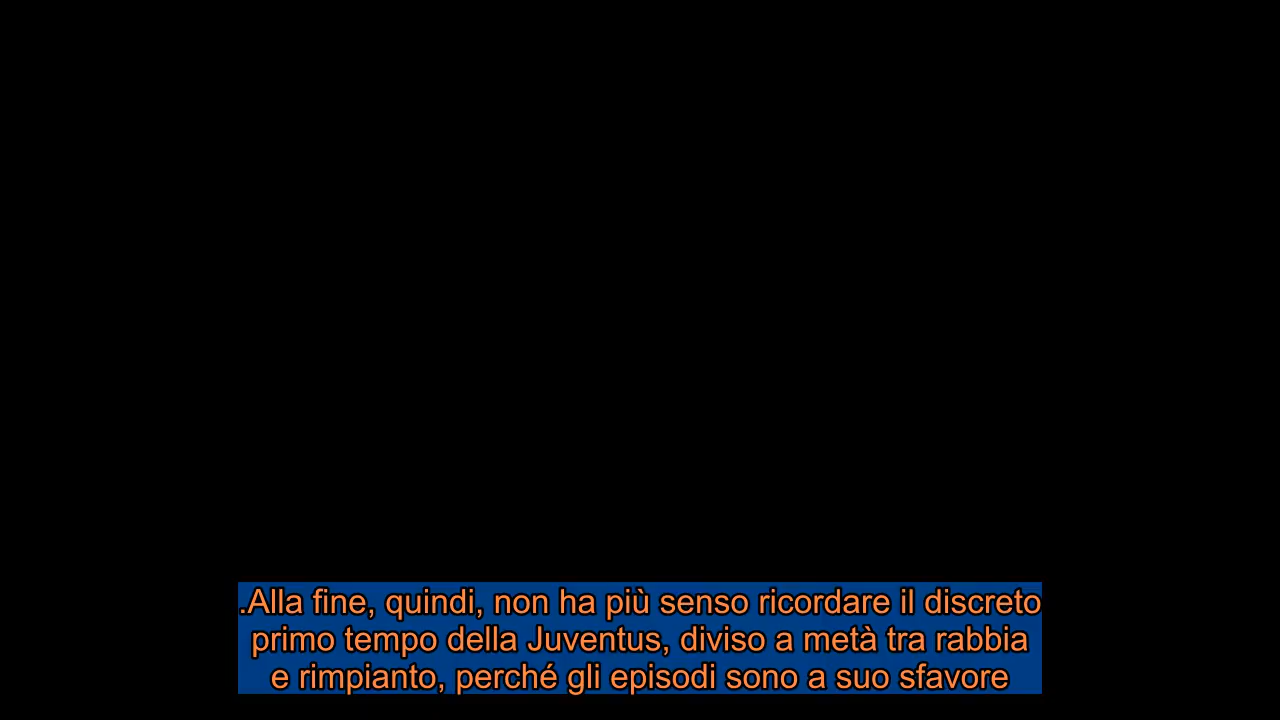 .Alla fine, quindi, non ha più senso ricordare il discreto
primo tempo della Juventus, diviso a metà tra rabbia
e rimpianto, perché gli episodi sono a suo sfavore